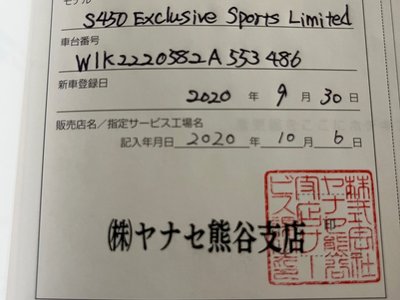 モデル
S450 Exclusive Sports Limited
車台番号
W1K2220582A553486
新車登録日
2020 年 9 月 30 日
販売店名／指定サービス工場名
記入年月日 2020 年 10 月 6 日
㈱ヤナセ熊谷支店 印